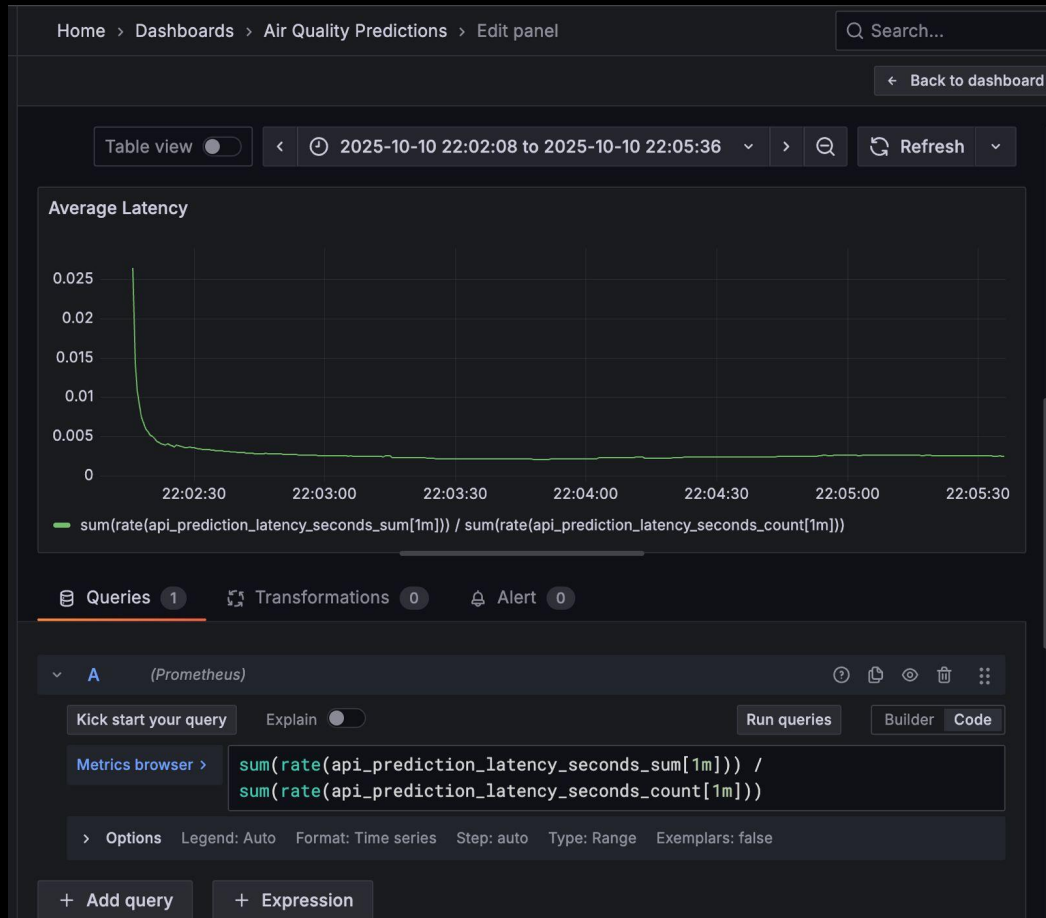 Home > Dashboards > Air Quality Predictions > Edit panel
Search...
← Back to dashboard
Table view
2025-10-10 22:02:08 to 2025-10-10 22:05:36
Refresh
Average Latency
0.025
0.02
0.015
0.01
0.005
0
22:02:30 22:03:00 22:03:30 22:04:00 22:04:30 22:05:00 22:05:30
sum(rate(api_prediction_latency_seconds_sum[1m])) / sum(rate(api_prediction_latency_seconds_count[1m]))
Queries 1 Transformations 0 Alert 0
A (Prometheus)
Kick start your query Explain Run queries Builder Code
Metrics browser >
sum(rate(api_prediction_latency_seconds_sum[1m])) /
sum(rate(api_prediction_latency_seconds_count[1m]))
> Options Legend: Auto Format: Time series Step: auto Type: Range Exemplars: false
+ Add query + Expression